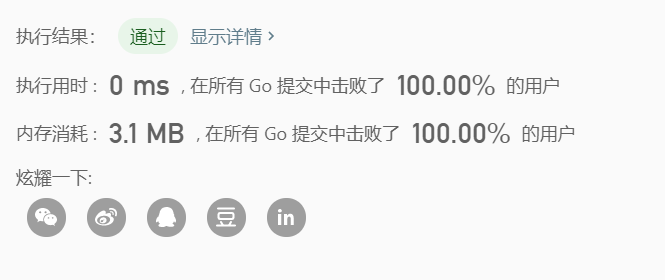 执行结果： 通过 显示详情 >
执行用时 : 0 ms , 在所有 Go 提交中击败了 100.00% 的用户
内存消耗 : 3.1 MB , 在所有 Go 提交中击败了 100.00% 的用户
炫耀一下:
豆 in